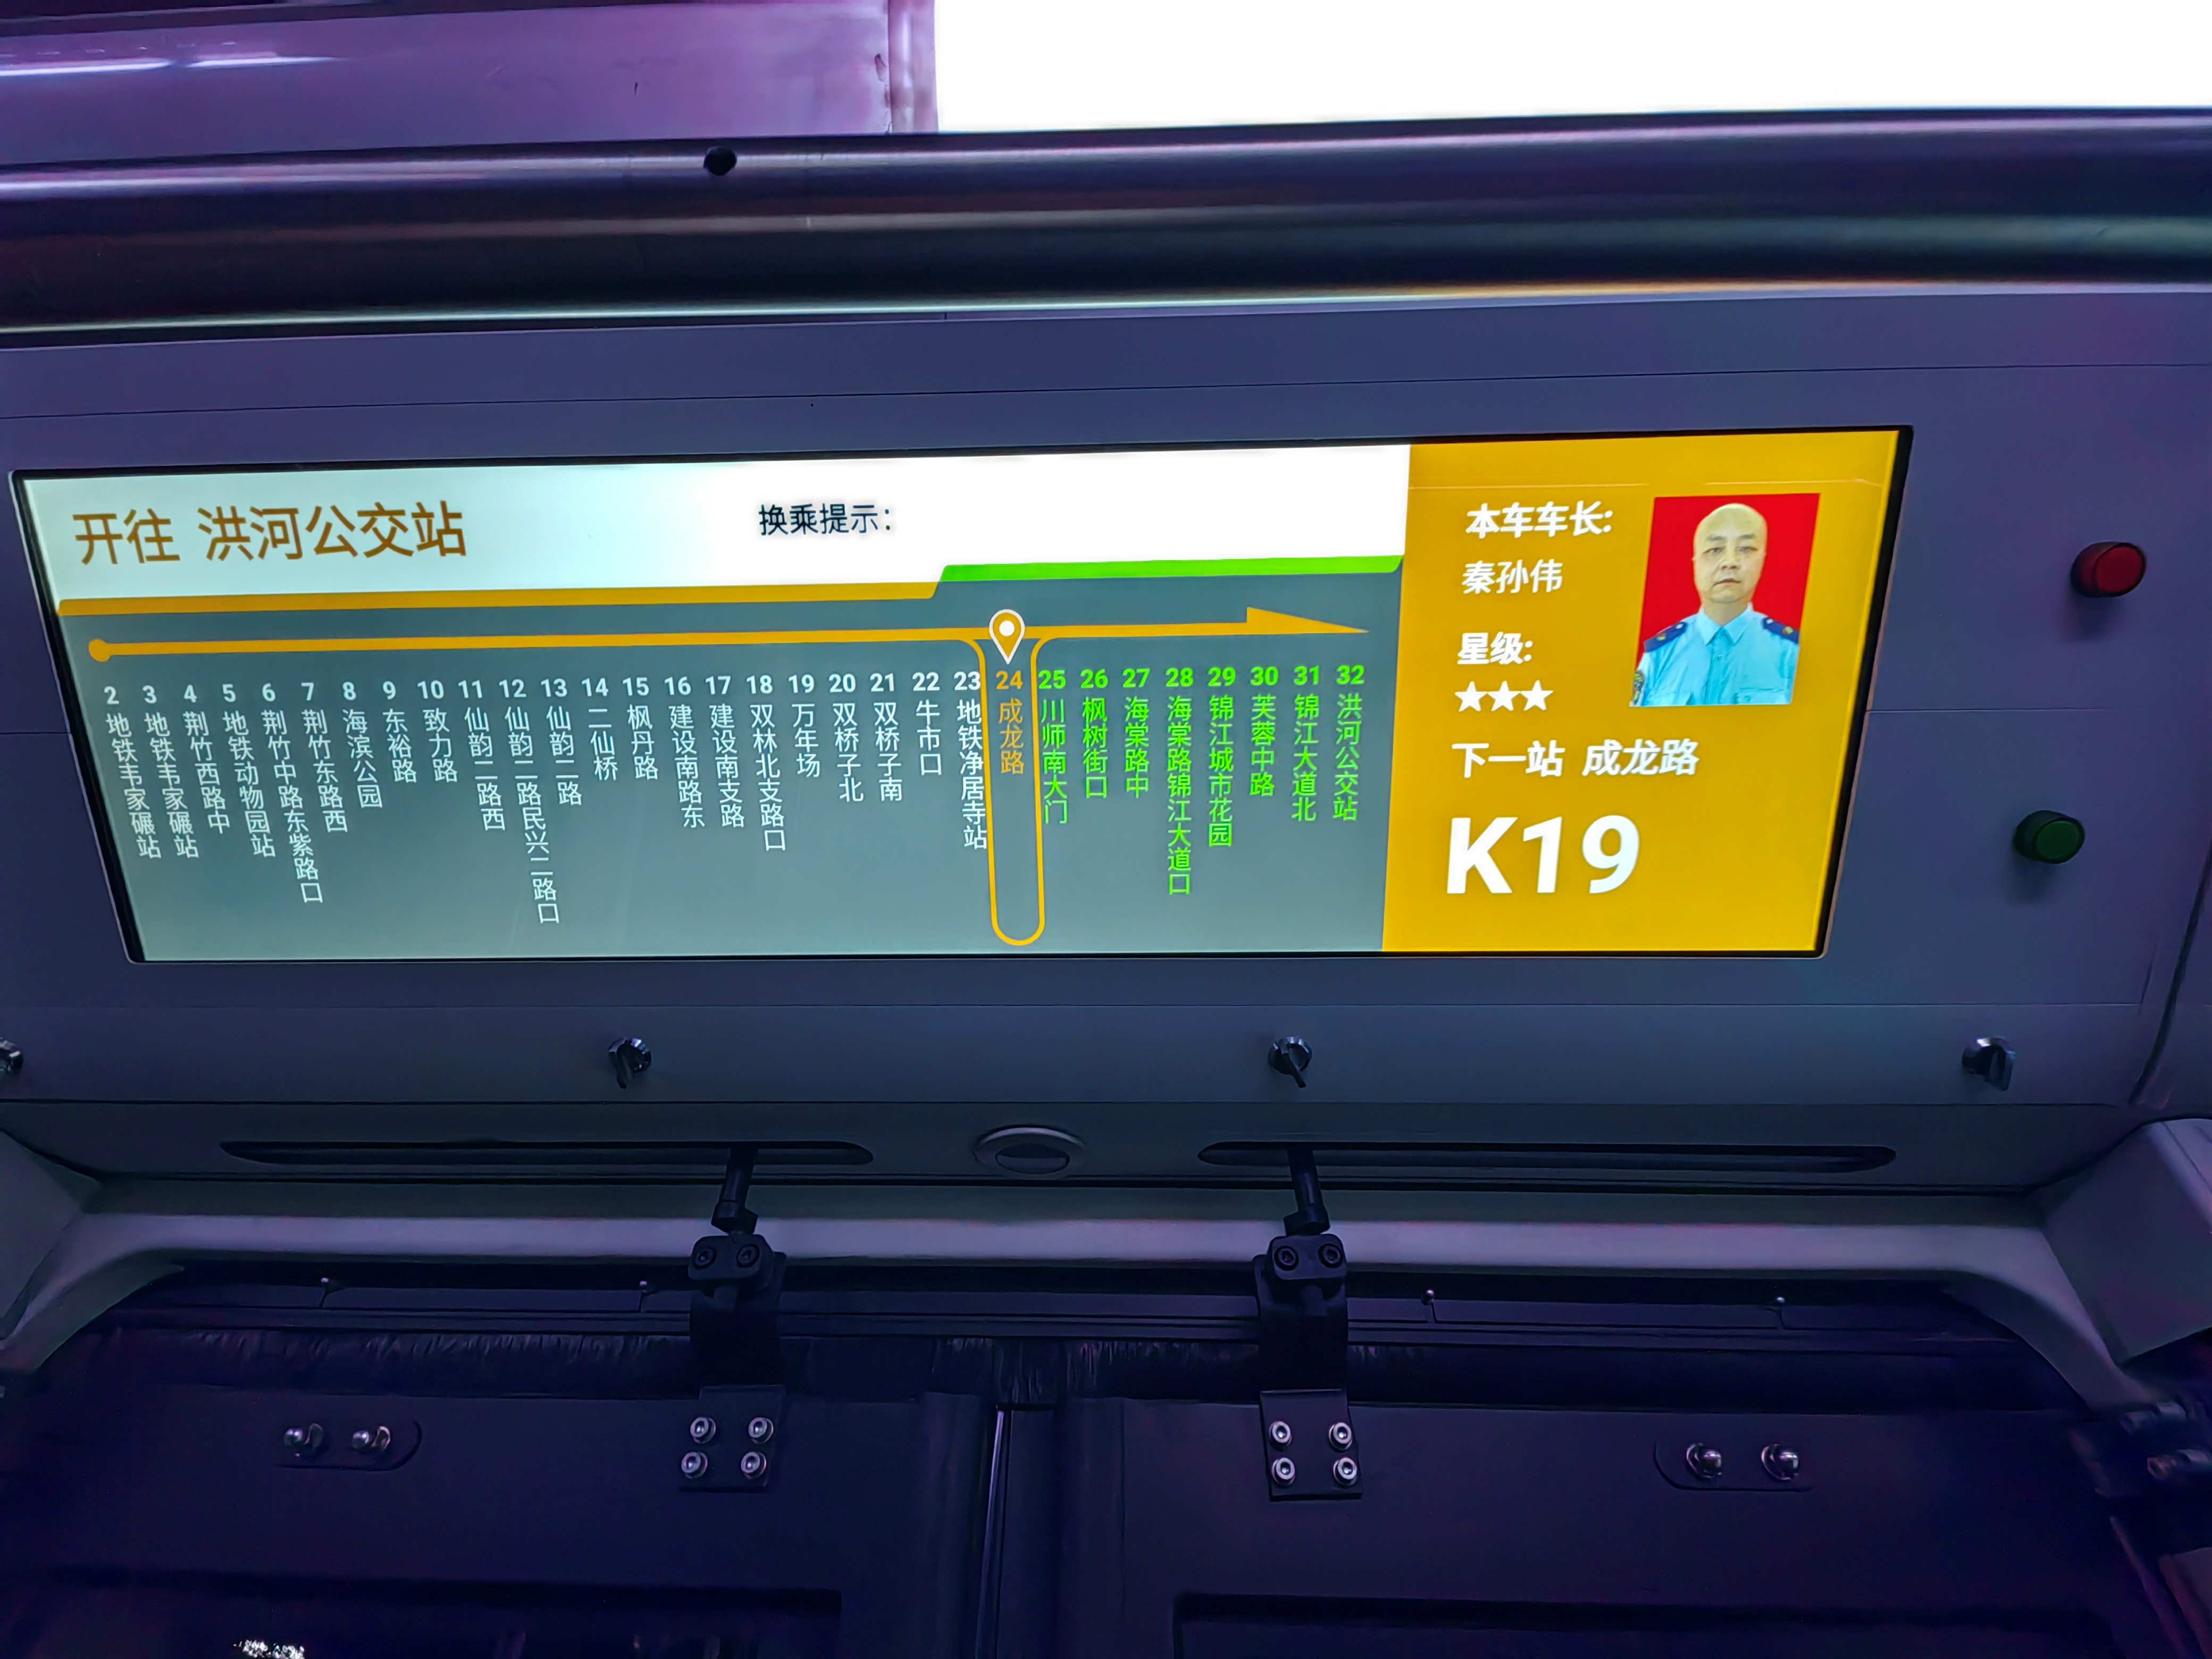 开往 洪河公交站
换乘提示：
2 地铁韦家碾站
3 地铁韦家碾站
4 荆竹西路中
5 地铁动物园站
6 荆竹中路东紫路口
7 荆竹东路西
8 海滨公园
9 东裕路
10 致力路
11 仙韵二路西
12 仙韵二路民兴二路口
13 仙韵二路
14 二仙桥
15 枫丹路
16 建设南路东
17 建设南支路
18 双林北支路口
19 万年场
20 双桥子北
21 双桥子南
22 牛市口
23 地铁净居寺站
24 成龙路
25 川师南大门
26 枫树街口
27 海棠路中
28 海棠路锦江大道口
29 锦江城市花园
30 芙蓉中路
31 锦江大道北
32 洪河公交站
本车车长:
秦孙伟
星级:
★★★
下一站 成龙路
K19